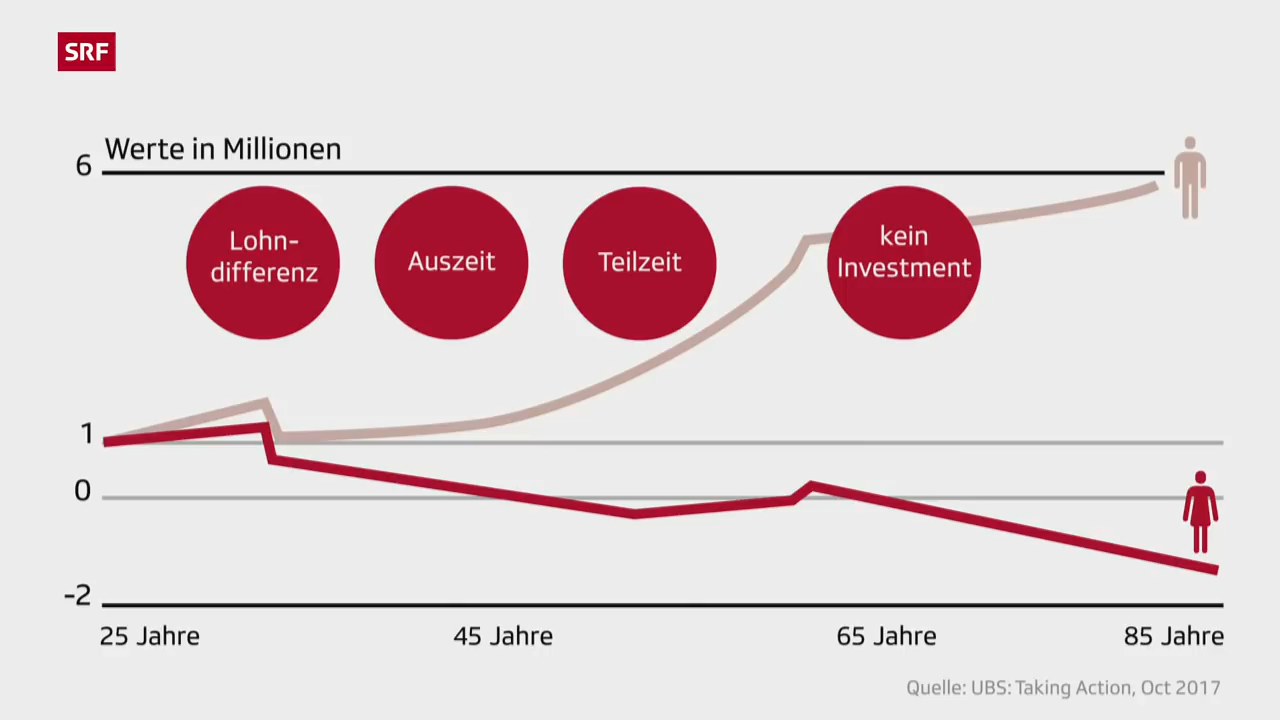 SRF
Werte in Millionen
6
Lohn-
differenz
Auszeit
Teilzeit
kein
Investment
1
0
-2
25 Jahre
45 Jahre
65 Jahre
85 Jahre
Quelle: UBS: Taking Action, Oct 2017